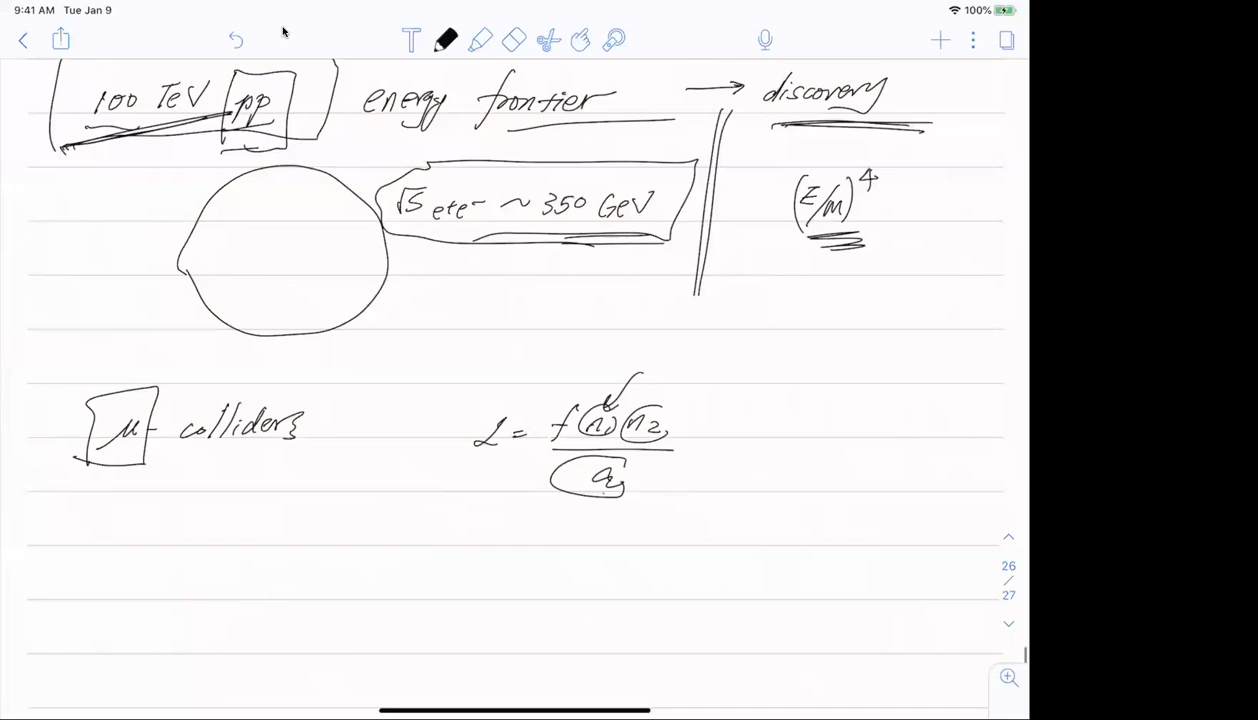 9:41 AM Tue Jan 9
100%
100 TeV pp energy frontier → discovery
√s e+e- ~ 350 GeV
(E/m)^4
μ- colliders
L = f n1 n2 / a
26
/
27